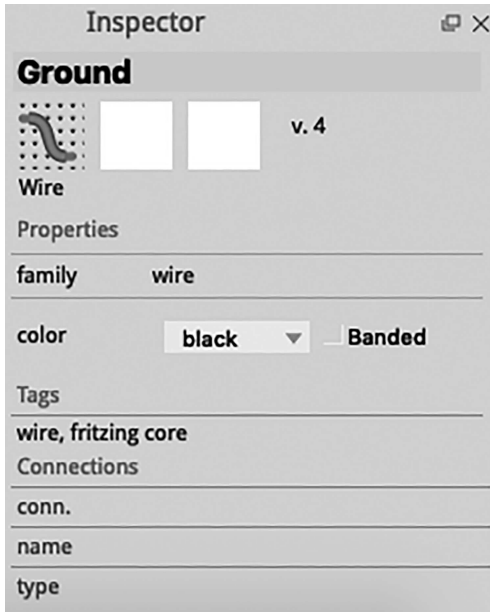 Inspector
Ground
v. 4
Wire
Properties
family wire
color black Banded
Tags
wire, fritzing core
Connections
conn.
name
type